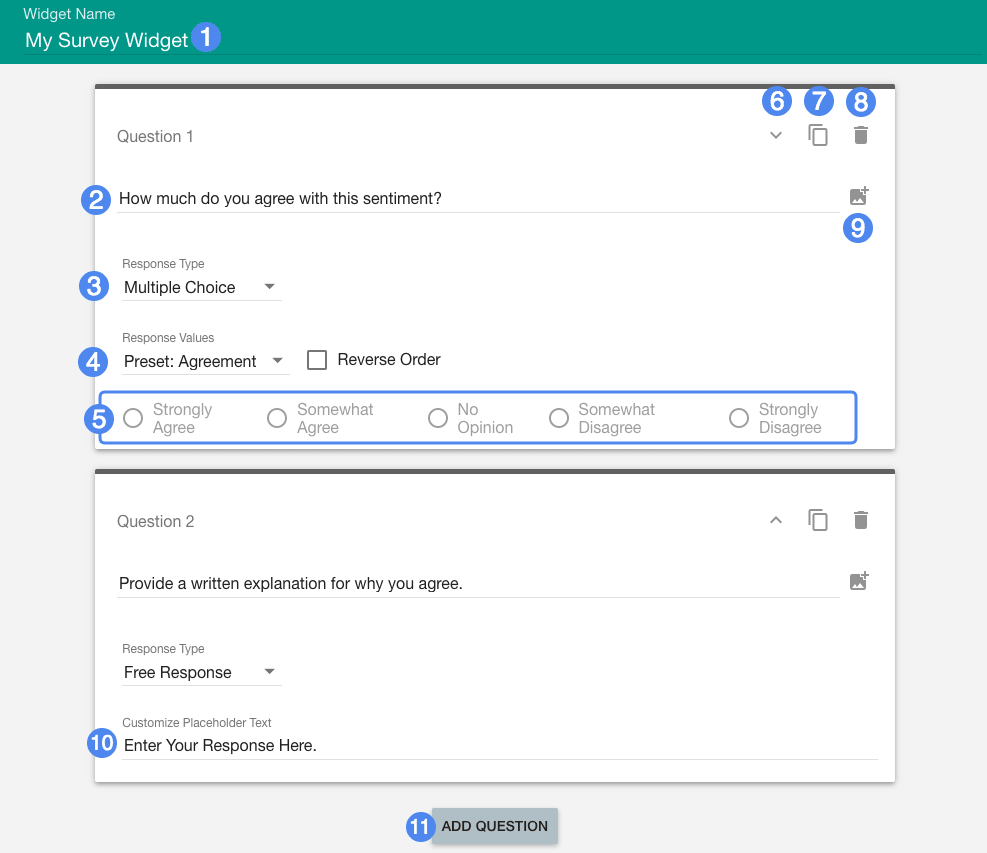 Widget Name
My Survey Widget 1
6 7 8
Question 1
2 How much do you agree with this sentiment?
9
Response Type
3 Multiple Choice
Response Values
4 Preset: Agreement Reverse Order
5 Strongly Agree Somewhat Agree No Opinion Somewhat Disagree Strongly Disagree
Question 2
Provide a written explanation for why you agree.
Response Type
Free Response
Customize Placeholder Text
10 Enter Your Response Here.
11 ADD QUESTION